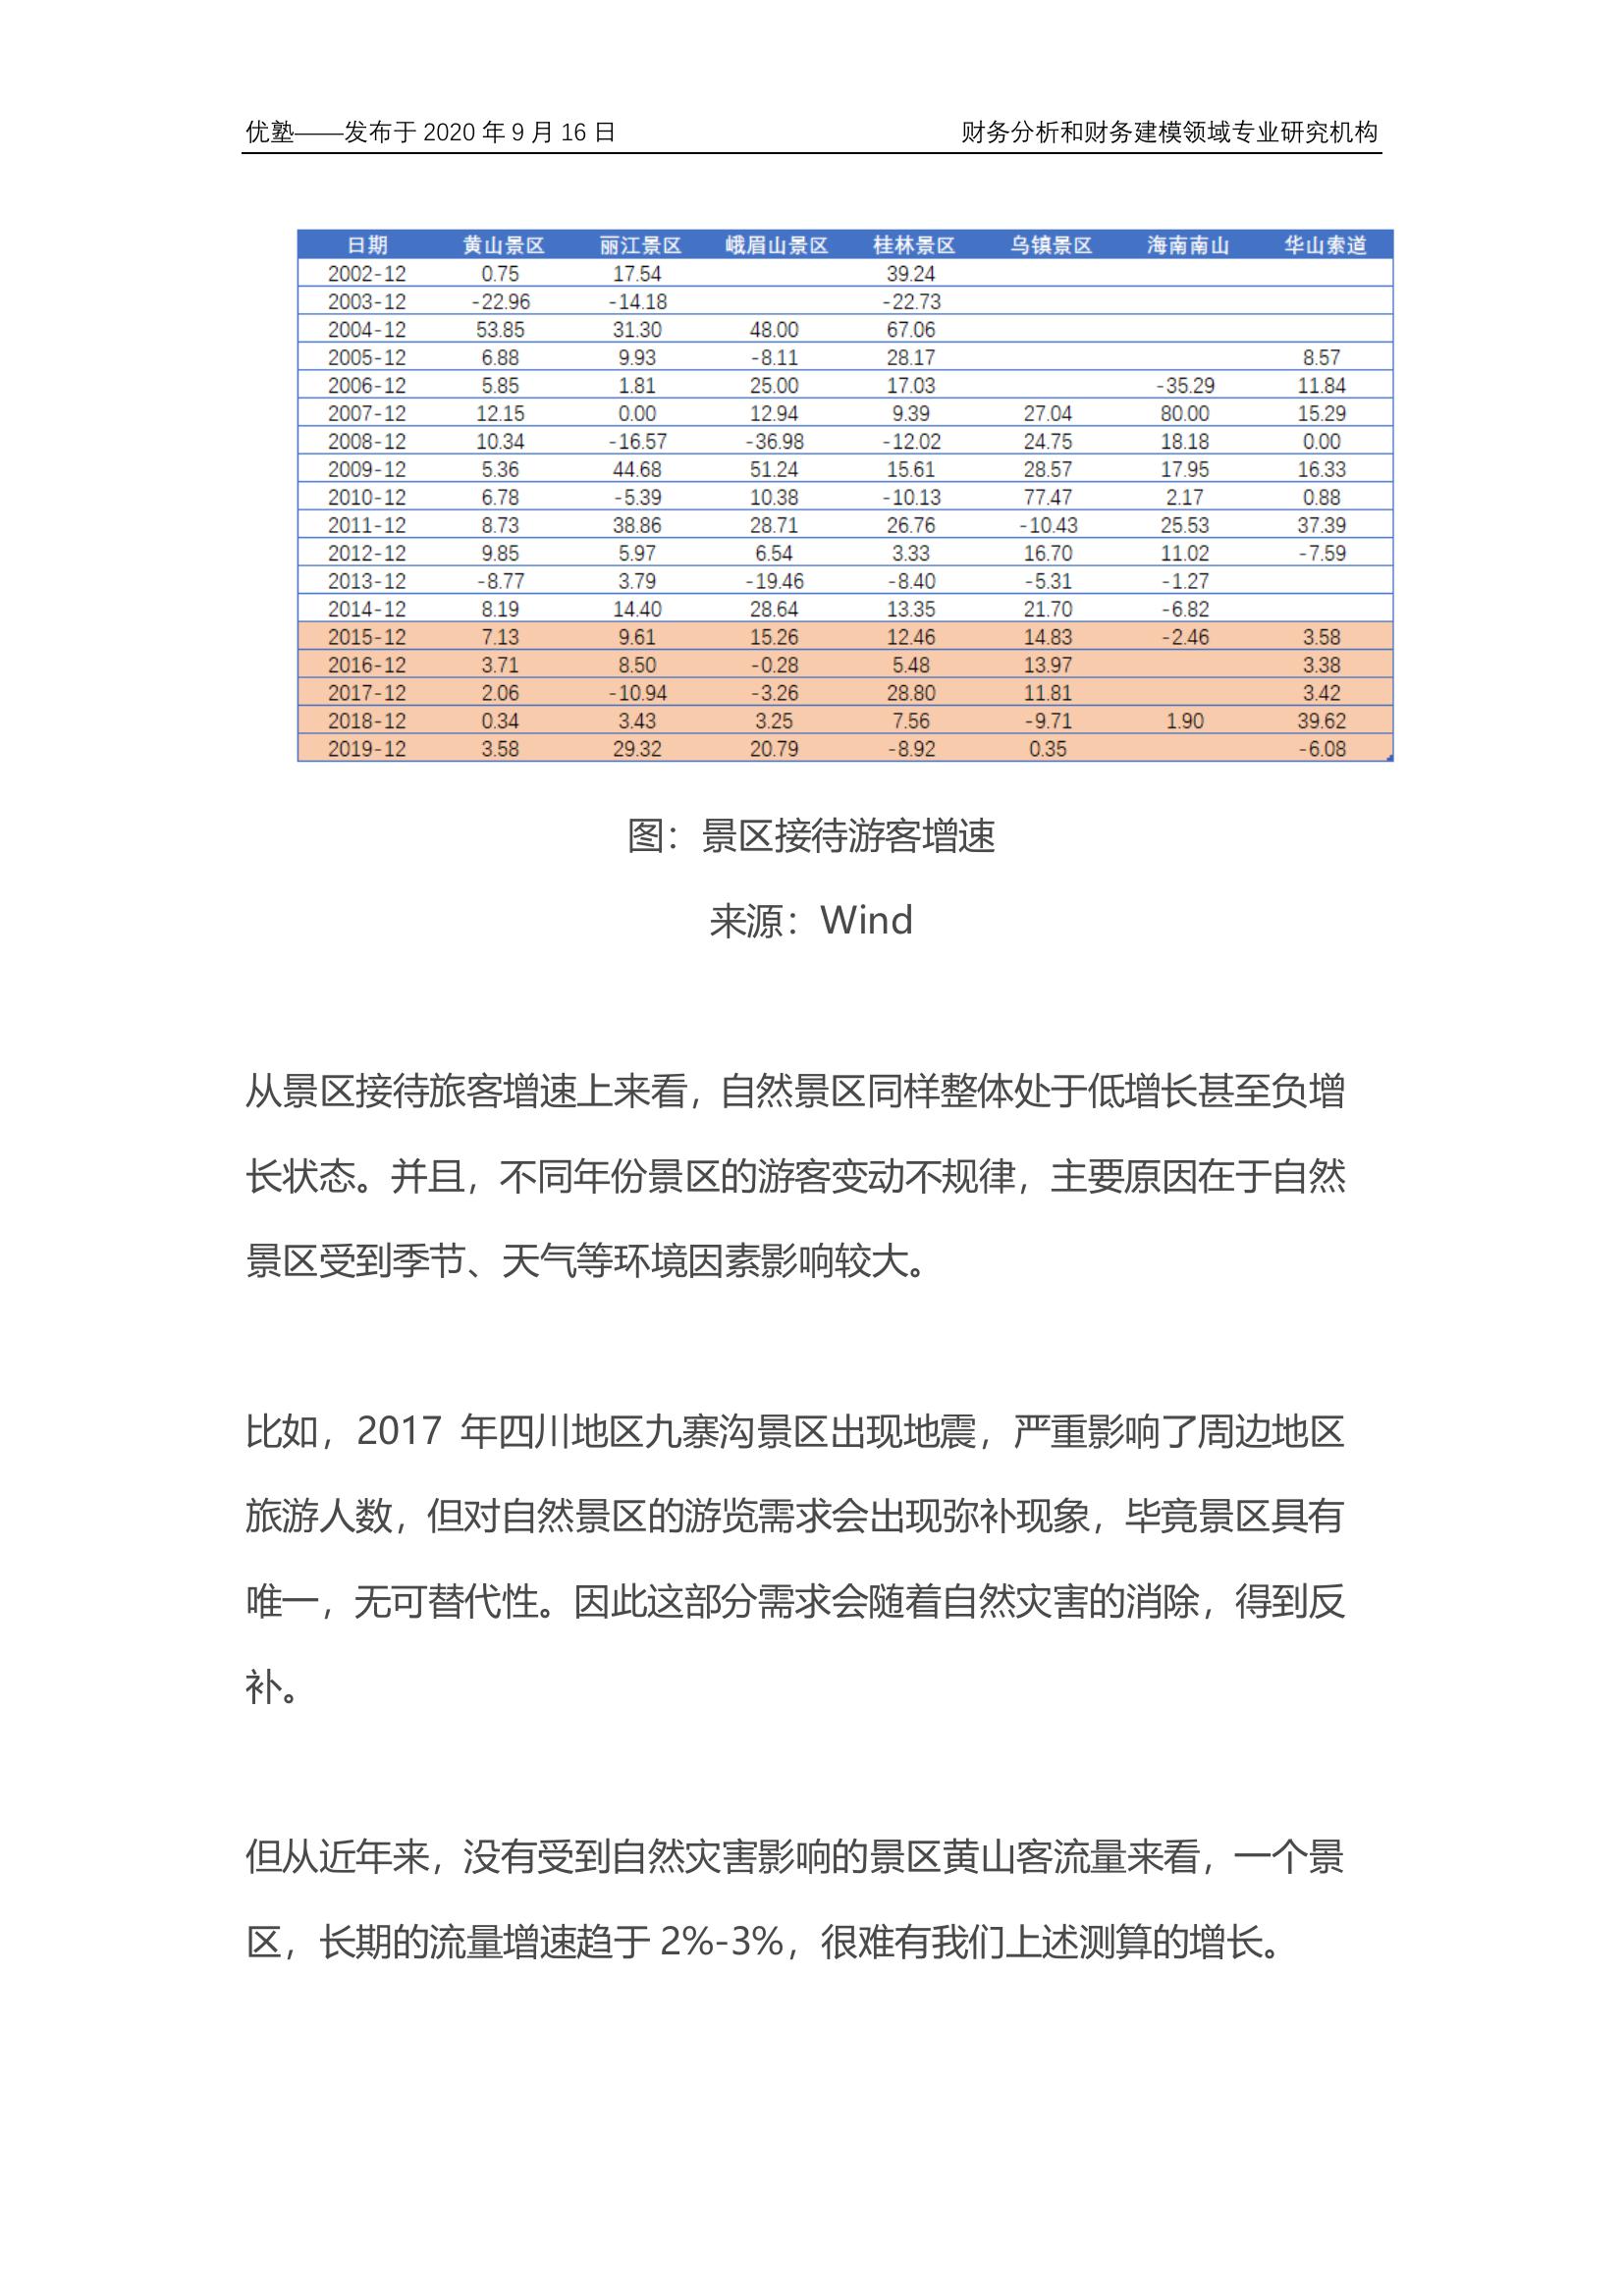 优塾——发布于 2020 年 9 月 16 日 财务分析和财务建模领域专业研究机构
日期 黄山景区 丽江景区 峨眉山景区 桂林景区 乌镇景区 海南南山 华山索道
2002-12 0.75 17.54 39.24
2003-12 -22.96 -14.18 -22.73
2004-12 53.85 31.30 48.00 67.06
2005-12 6.88 9.93 -8.11 28.17 8.57
2006-12 5.85 1.81 25.00 17.03 -35.29 11.84
2007-12 12.15 0.00 12.94 9.39 27.04 80.00 15.29
2008-12 10.34 -16.57 -36.98 -12.02 24.75 18.18 0.00
2009-12 5.36 44.68 51.24 15.61 28.57 17.95 16.33
2010-12 6.78 -5.39 10.38 -10.13 77.47 2.17 0.88
2011-12 8.73 38.86 28.71 26.76 -10.43 25.53 37.39
2012-12 9.85 5.97 6.54 3.33 16.70 11.02 -7.59
2013-12 -8.77 3.79 -19.46 -8.40 -5.31 -1.27
2014-12 8.19 14.40 28.64 13.35 21.70 -6.82
2015-12 7.13 9.61 15.26 12.46 14.83 -2.46 3.58
2016-12 3.71 8.50 -0.28 5.48 13.97 3.38
2017-12 2.06 -10.94 -3.26 28.80 11.81 3.42
2018-12 0.34 3.43 3.25 7.56 -9.71 1.90 39.62
2019-12 3.58 29.32 20.79 -8.92 0.35 -6.08
图：景区接待游客增速
来源：Wind
从景区接待旅客增速上来看，自然景区同样整体处于低增长甚至负增
长状态。并且，不同年份景区的游客变动不规律，主要原因在于自然
景区受到季节、天气等环境因素影响较大。
比如，2017 年四川地区九寨沟景区出现地震，严重影响了周边地区
旅游人数，但对自然景区的游览需求会出现弥补现象，毕竟景区具有
唯一，无可替代性。因此这部分需求会随着自然灾害的消除，得到反
补。
但从近年来，没有受到自然灾害影响的景区黄山客流量来看，一个景
区，长期的流量增速趋于 2%-3%，很难有我们上述测算的增长。